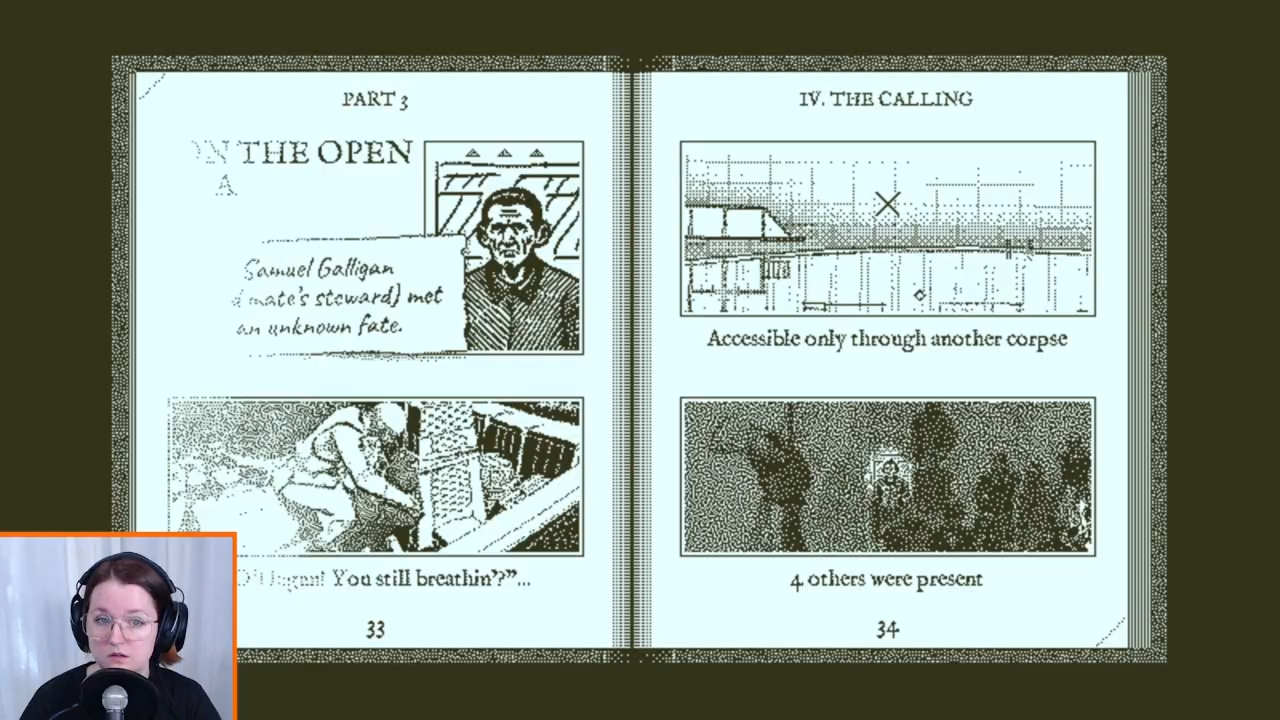 PART 3
THE OPEN
A
Samuel Galligan
mate's steward) met
an unknown fate.
You still breathin'?"...
33
IV. THE CALLING
Accessible only through another corpse
4 others were present
34